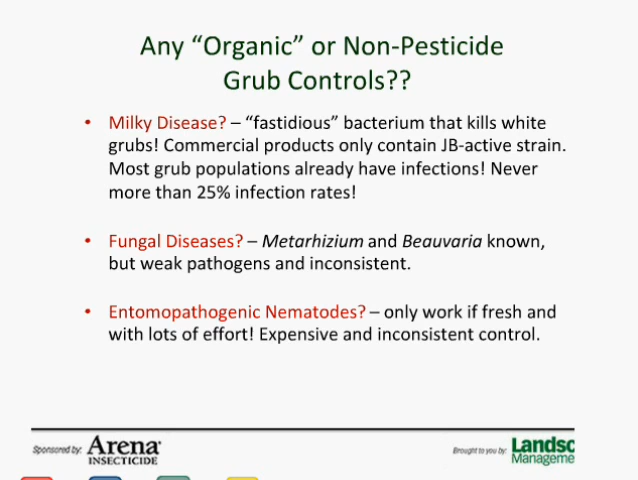 Any “Organic” or Non-Pesticide
Grub Controls??
• Milky Disease? – “fastidious” bacterium that kills white
grubs! Commercial products only contain JB-active strain.
Most grub populations already have infections! Never
more than 25% infection rates!
• Fungal Diseases? – Metarhizium and Beauvaria known,
but weak pathogens and inconsistent.
• Entomopathogenic Nematodes? – only work if fresh and
with lots of effort! Expensive and inconsistent control.
Sponsored by: Arena
INSECTICIDE
Brought to you by: Landsc
Manageme